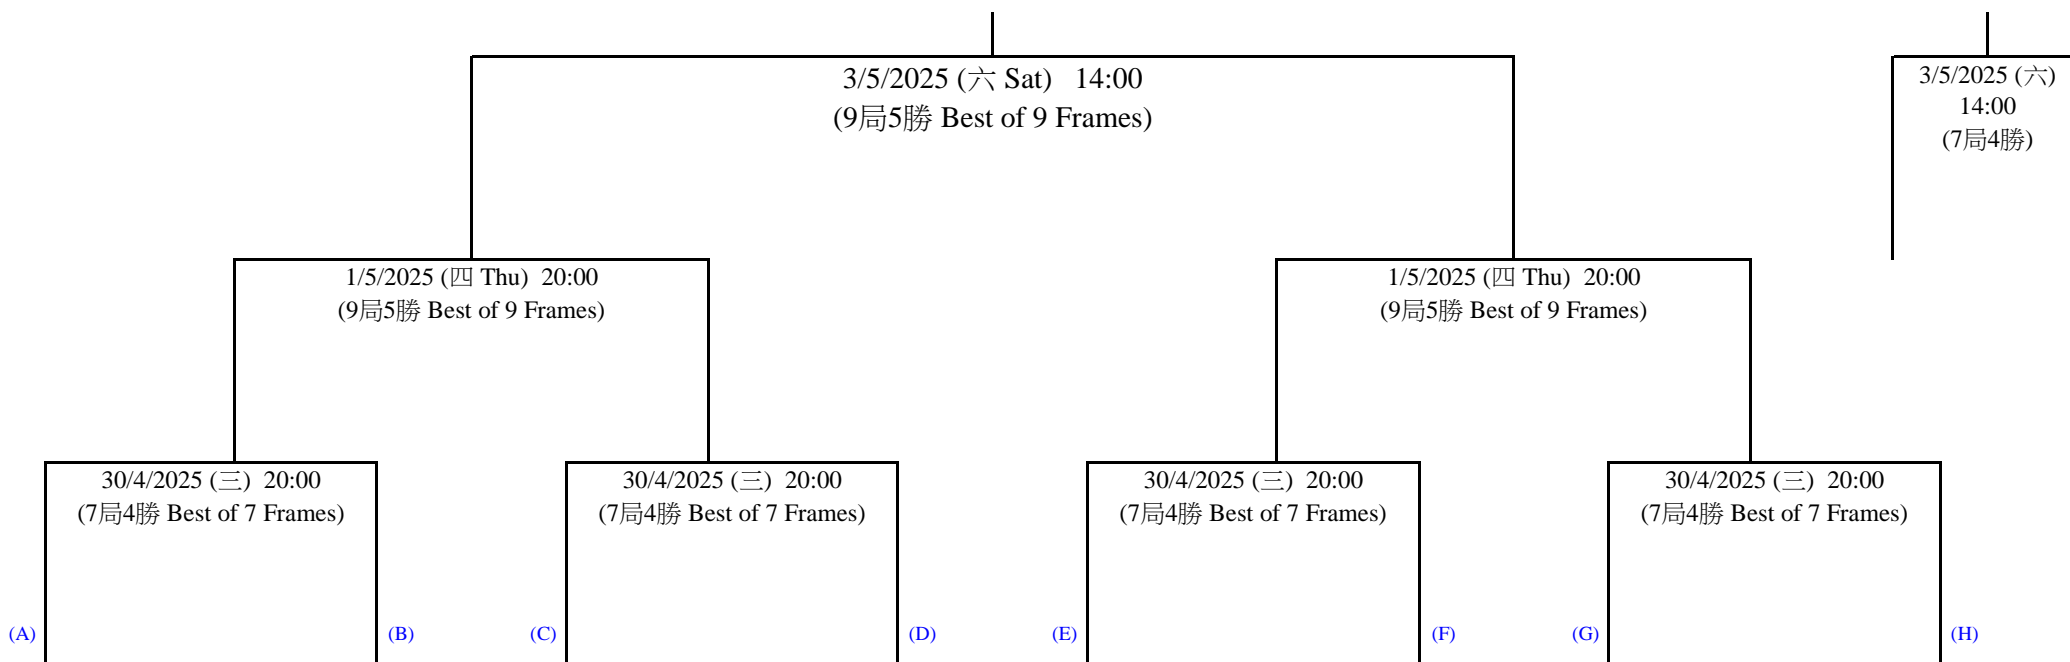 3/5/2025 (六 Sat) 14:00
(9局5勝 Best of 9 Frames)
3/5/2025 (六)
14:00
(7局4勝)
1/5/2025 (四 Thu) 20:00
(9局5勝 Best of 9 Frames)
1/5/2025 (四 Thu) 20:00
(9局5勝 Best of 9 Frames)
30/4/2025 (三) 20:00
(7局4勝 Best of 7 Frames)
30/4/2025 (三) 20:00
(7局4勝 Best of 7 Frames)
30/4/2025 (三) 20:00
(7局4勝 Best of 7 Frames)
30/4/2025 (三) 20:00
(7局4勝 Best of 7 Frames)
(A)
(B)
(C)
(D)
(E)
(F)
(G)
(H)